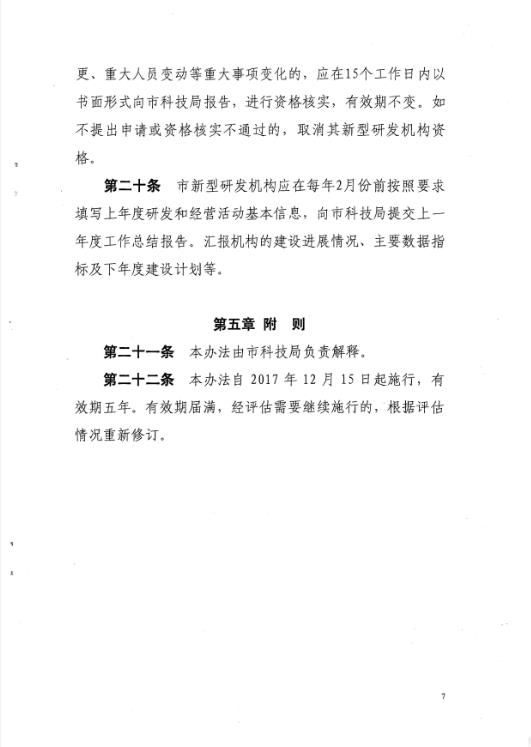 更、重大人员变动等重大事项变化的，应在15个工作日内以
书面形式向市科技局报告，进行资格核实，有效期不变。如
不提出申请或资格核实不通过的，取消其新型研发机构资
格。
第二十条 市新型研发机构应在每年2月份前按照要求
填写上年度研发和经营活动基本信息，向市科技局提交上一
年度工作总结报告。汇报机构的建设进展情况、主要数据指
标及下年度建设计划等。
第五章 附 则
第二十一条 本办法由市科技局负责解释。
第二十二条 本办法自 2017 年 12 月 15 日起施行，有
效期五年。有效期届满，经评估需要继续施行的，根据评估
情况重新修订。
7